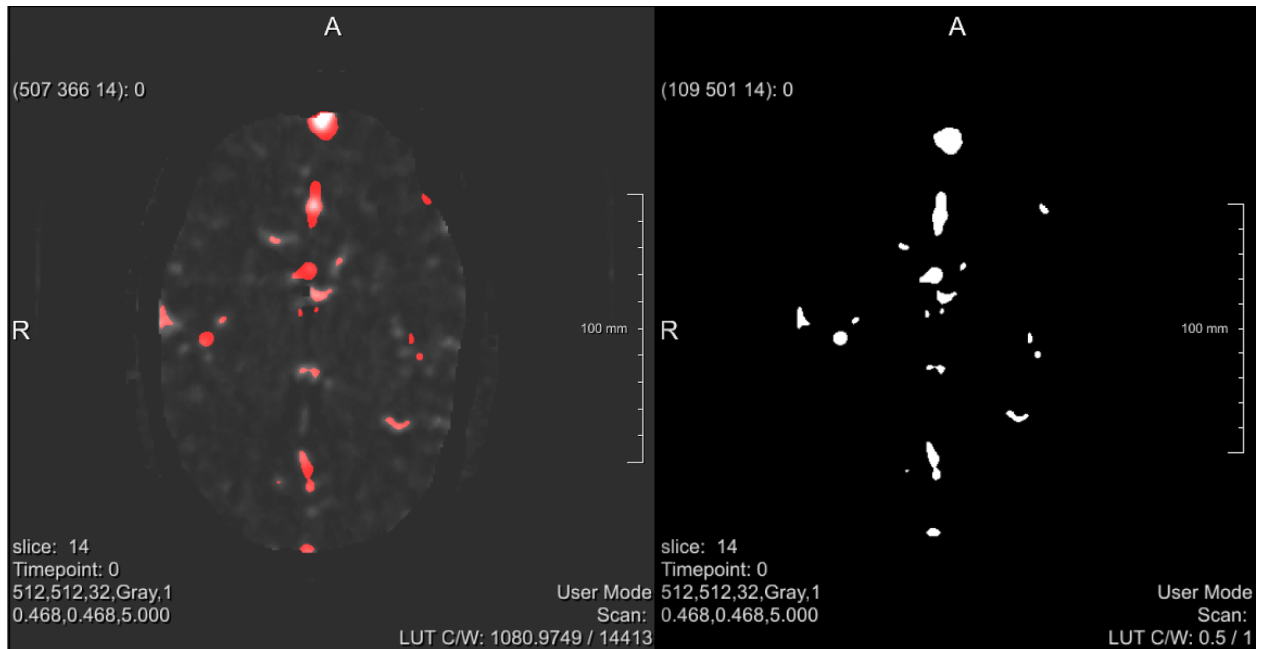 A
(507 366 14): 0
R
100 mm
slice: 14
Timepoint: 0
512,512,32,Gray,1
0.468,0.468,5.000
User Mode
Scan:
LUT C/W: 1080.9749 / 14413
A
(109 501 14): 0
R
100 mm
slice: 14
Timepoint: 0
512,512,32,Gray,1
0.468,0.468,5.000
User Mode
Scan:
LUT C/W: 0.5 / 1